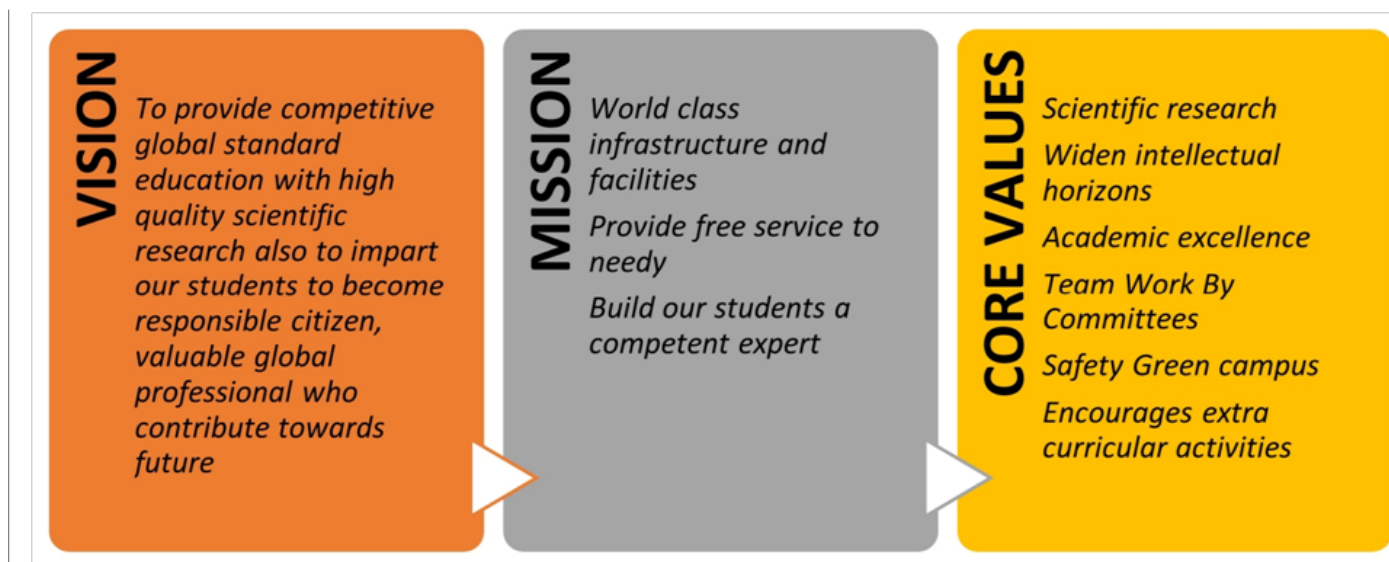 VISION
To provide competitive
global standard
education with high
quality scientific
research also to impart
our students to become
responsible citizen,
valuable global
professional who
contribute towards
future
MISSION
World class
infrastructure and
facilities
Provide free service to
needy
Build our students a
competent expert
CORE VALUES
Scientific research
Widen intellectual
horizons
Academic excellence
Team Work By
Committees
Safety Green campus
Encourages extra
curricular activities